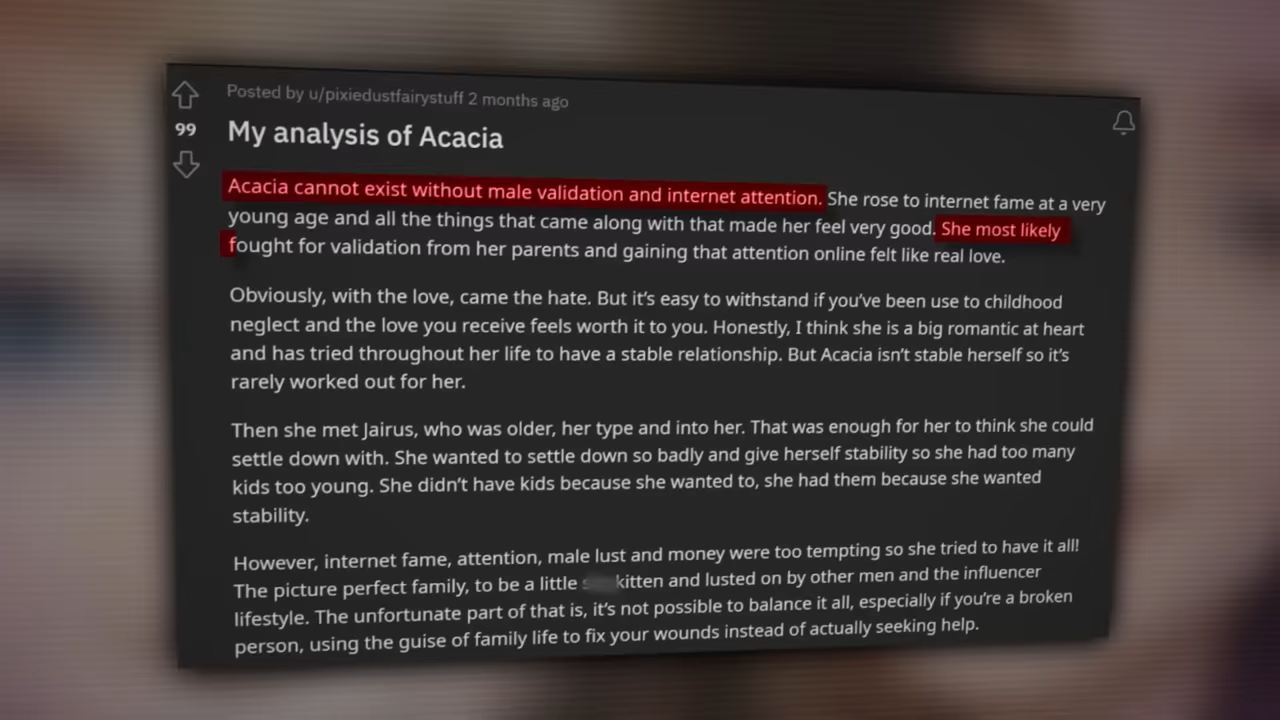 Posted by u/pixiedustfairystuff 2 months ago
99
My analysis of Acacia
Acacia cannot exist without male validation and internet attention. She rose to internet fame at a very
young age and all the things that came along with that made her feel very good. She most likely
fought for validation from her parents and gaining that attention online felt like real love.
Obviously, with the love, came the hate. But it's easy to withstand if you've been use to childhood
neglect and the love you receive feels worth it to you. Honestly, I think she is a big romantic at heart
and has tried throughout her life to have a stable relationship. But Acacia isn't stable herself so it's
rarely worked out for her.
Then she met Jairus, who was older, her type and into her. That was enough for her to think she could
settle down with. She wanted to settle down so badly and give herself stability so she had too many
kids too young. She didn't have kids because she wanted to, she had them because she wanted
stability.
However, internet fame, attention, male lust and money were too tempting so she tried to have it all!
The picture perfect family, to be a little kitten and lusted on by other men and the influencer
lifestyle. The unfortunate part of that is, it's not possible to balance it all, especially if you're a broken
person, using the guise of family life to fix your wounds instead of actually seeking help.